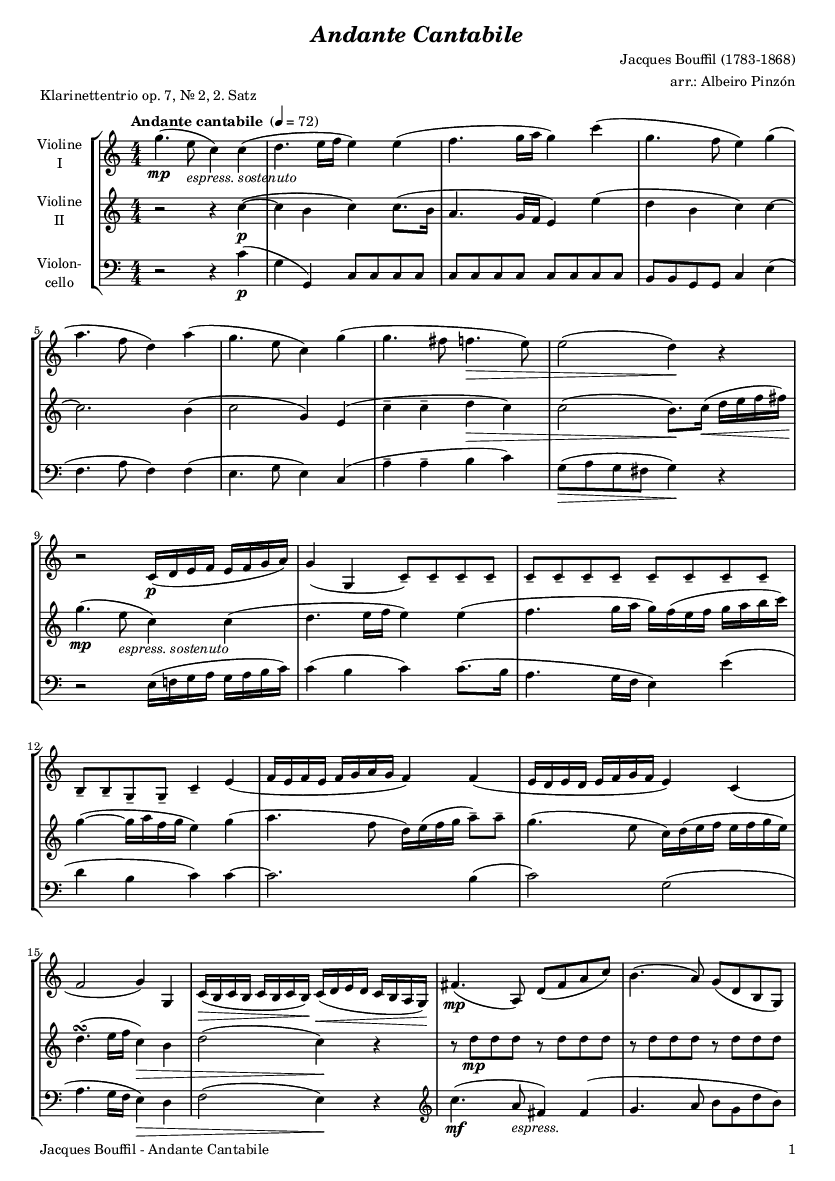 Andante Cantabile
Jacques Bouffil (1783-1868)
arr.: Albeiro Pinzón
Klarinettentrio op. 7, № 2, 2. Satz
Andante cantabile (♩ = 72)
Violine
I
mp
espress. sostenuto
Violine
II
p
Violon-
cello
p
5
9
p
mp
espress. sostenuto
12
15
mp
mp
mf
espress.
Jacques Bouffil - Andante Cantabile
1